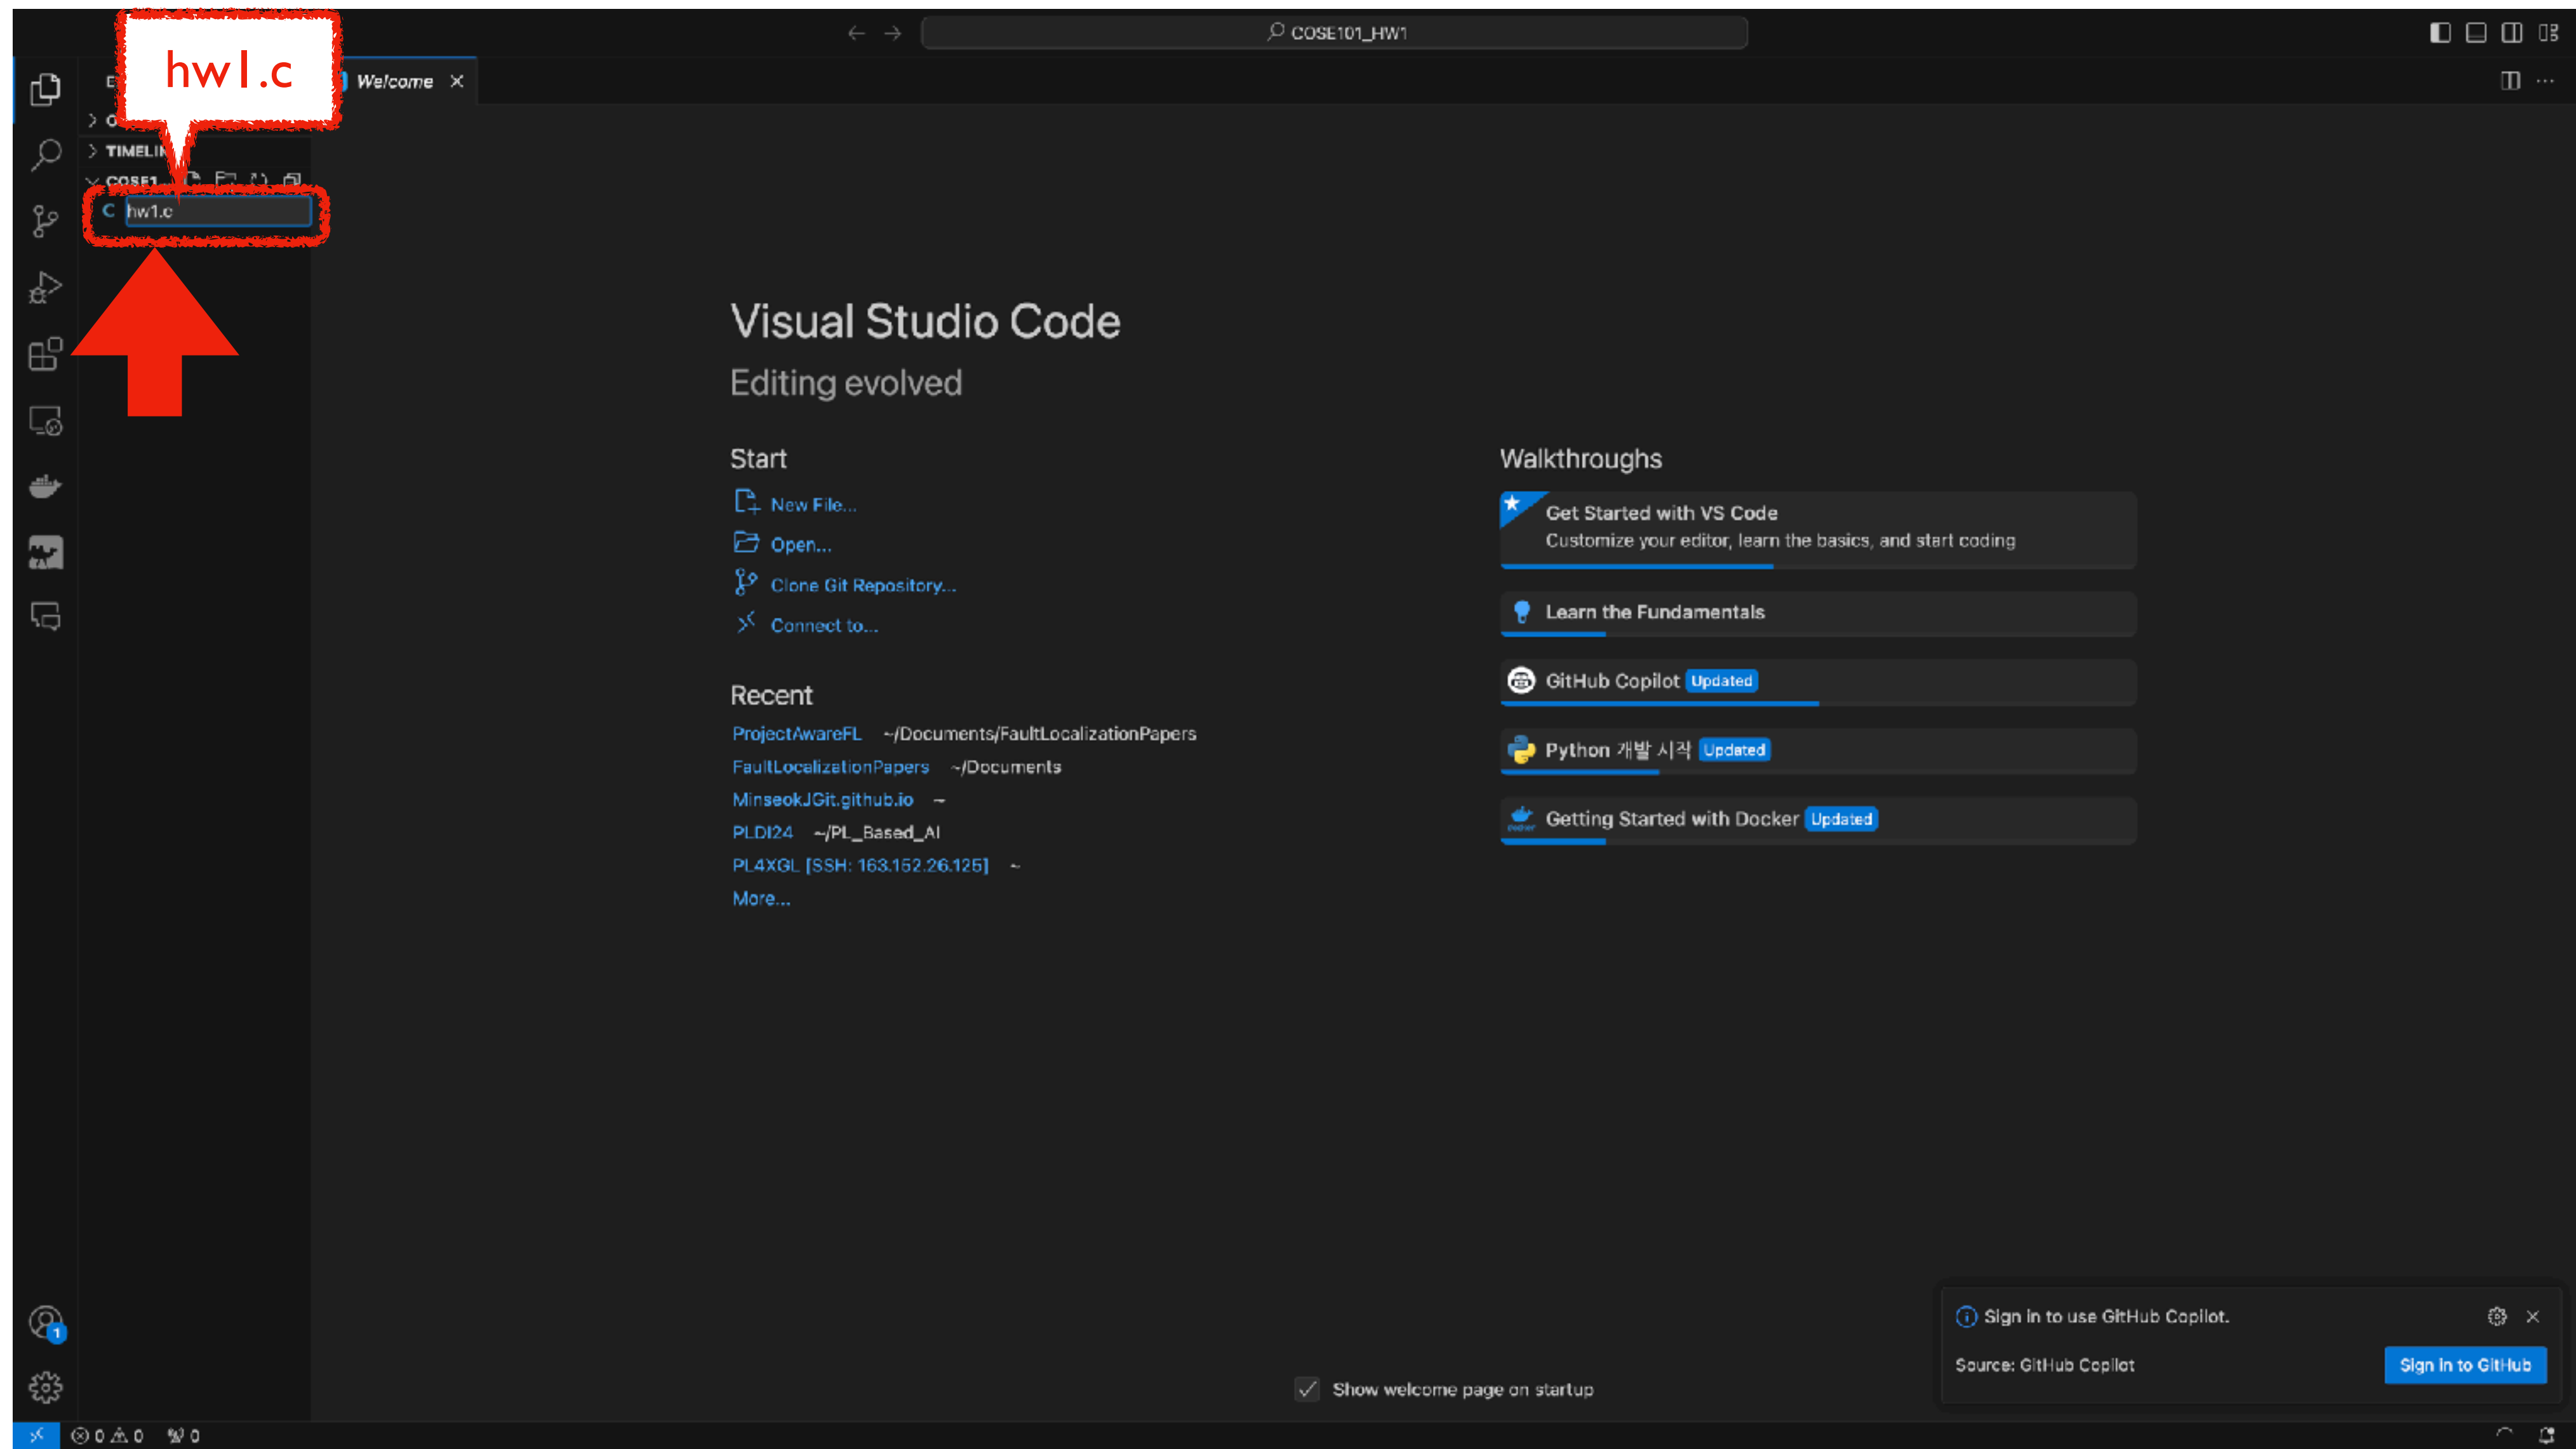 COSE101_HW1
hw1.c
Welcome
TIMELIN
COSE1
hw1.c
Visual Studio Code
Editing evolved
Start
New File...
Open...
Clone Git Repository...
Connect to...
Recent
ProjectAwareFL ~/Documents/FaultLocalizationPapers
FaultLocalizationPapers ~/Documents
MinseokJGit.github.io ~
PLDI24 ~/PL_Based_AI
PL4XGL [SSH: 163.152.26.125] ~
More...
Walkthroughs
Get Started with VS Code
Customize your editor, learn the basics, and start coding
Learn the Fundamentals
GitHub Copilot Updated
Python 개발 시작 Updated
Getting Started with Docker Updated
Show welcome page on startup
Sign in to use GitHub Copilot.
Source: GitHub Copilot
Sign in to GitHub
1
0 0 0